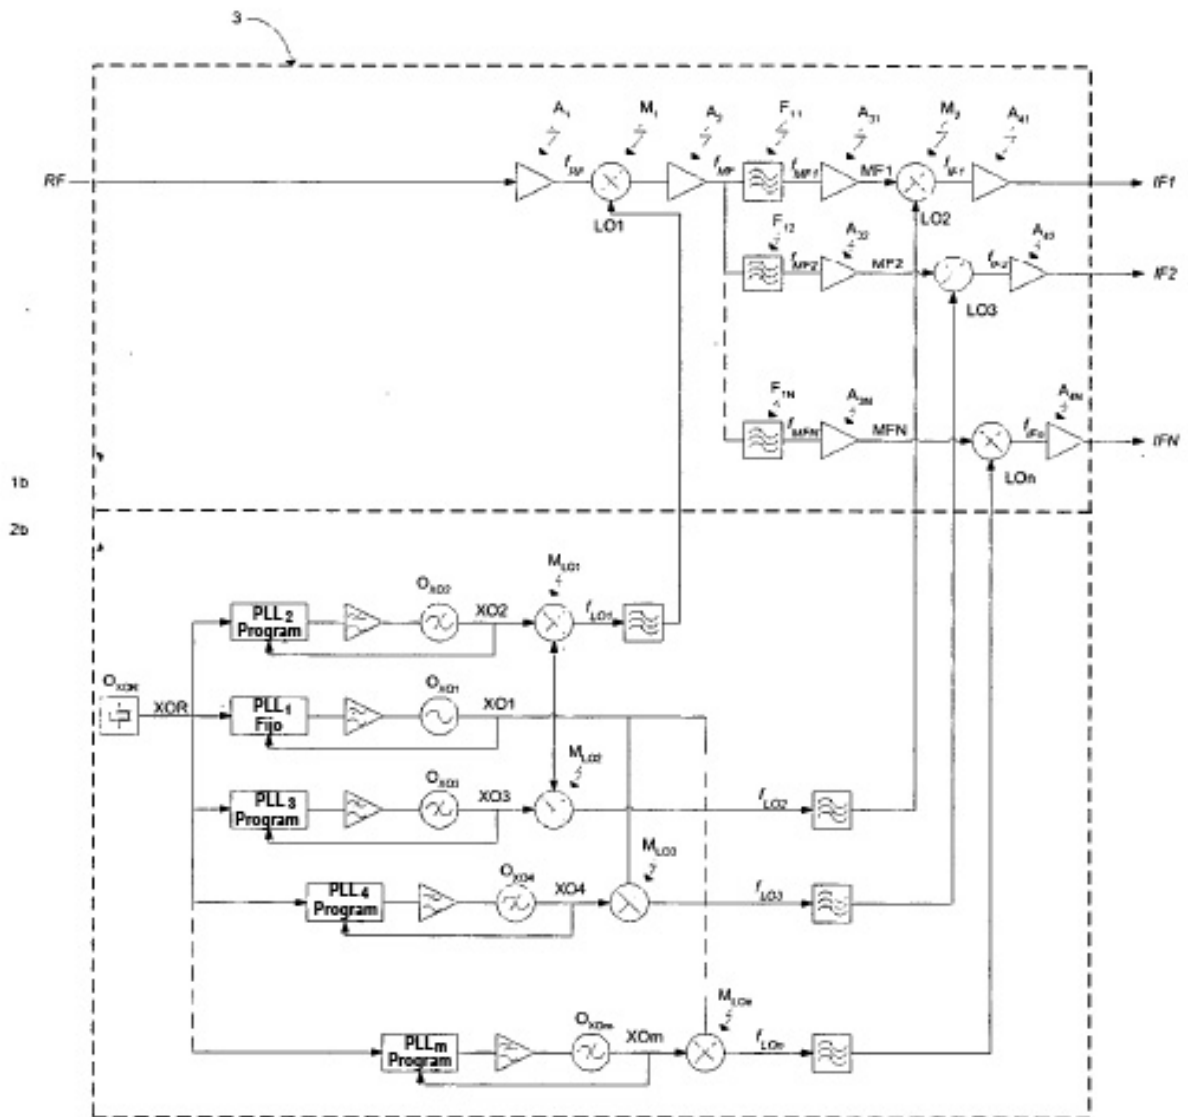 3
A1 M1 A2 F11 A31 M2 A41
RF fRF fMF fMF1 MF1 fIF1 IF1
LO1 LO2
F12 A32
fMF2 MF2 IF2
LO3
F1N A3N A4N
fMFN MFN IFN
LOn
1b
2b
MLO1
OXO2
PLL2 Program XO2 fLO1
OXOR OXO1
XOR PLL1 Fijo XO1
MLO2
OXO3
PLL3 Program XO3 fLO2
MLO3
OXO4
PLL4 Program XO4 fLO3
MLOn
OXOm
PLLm Program XOm fLOn